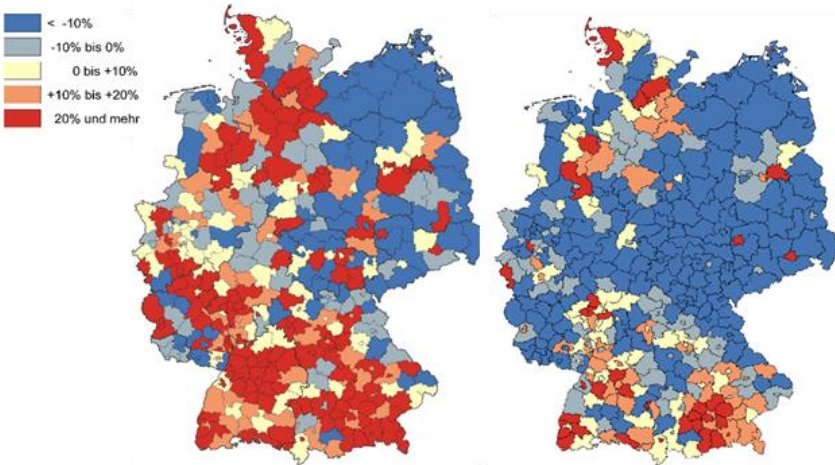 < -10%
-10% bis 0%
0 bis +10%
+10% bis +20%
20% und mehr